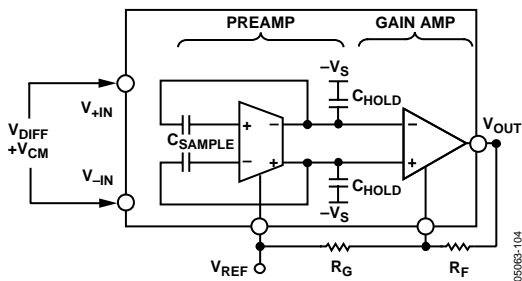 PREAMP
GAIN AMP
–VS
CHOLD
V+IN
VOUT
VDIFF
+VCM
CSAMPLE
+ –
– +
–
+
V–IN
CHOLD
–VS
VREF
RG
RF
05063-104